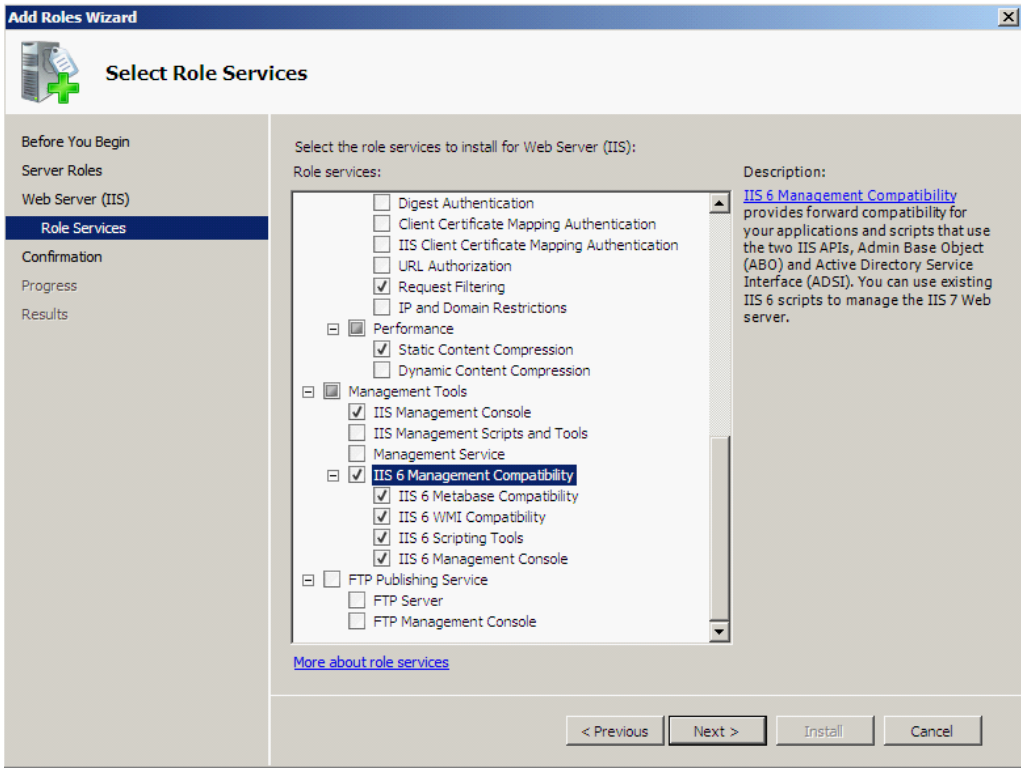 Add Roles Wizard
Select Role Services
Before You Begin
Server Roles
Web Server (IIS)
Role Services
Confirmation
Progress
Results
Select the role services to install for Web Server (IIS):
Role services:
Digest Authentication
Client Certificate Mapping Authentication
IIS Client Certificate Mapping Authentication
URL Authorization
Request Filtering
IP and Domain Restrictions
Performance
Static Content Compression
Dynamic Content Compression
Management Tools
IIS Management Console
IIS Management Scripts and Tools
Management Service
IIS 6 Management Compatibility
IIS 6 Metabase Compatibility
IIS 6 WMI Compatibility
IIS 6 Scripting Tools
IIS 6 Management Console
FTP Publishing Service
FTP Server
FTP Management Console
More about role services
Description:
IIS 6 Management Compatibility
provides forward compatibility for
your applications and scripts that use
the two IIS APIs, Admin Base Object
(ABO) and Active Directory Service
Interface (ADSI). You can use existing
IIS 6 scripts to manage the IIS 7 Web
server.
< Previous
Next >
Install
Cancel